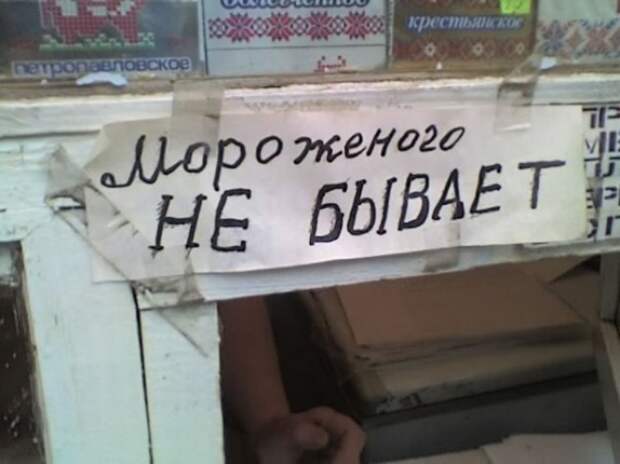 крестьянское
петропавловское
Мороженого
НЕ БЫВАЕТ